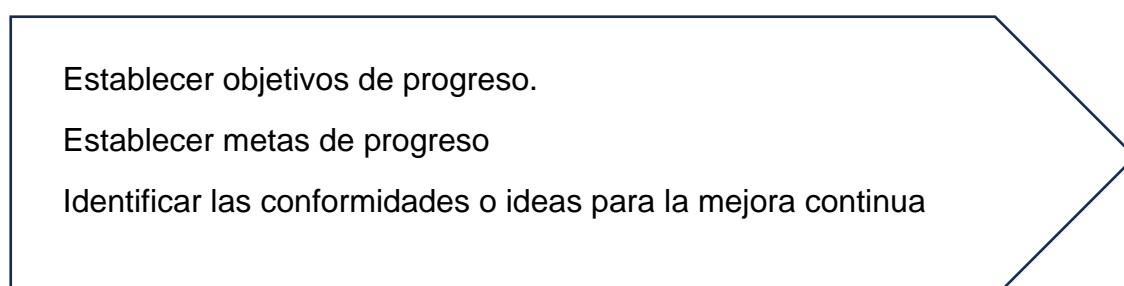 Establecer objetivos de progreso.
Establecer metas de progreso
Identificar las conformidades o ideas para la mejora continua